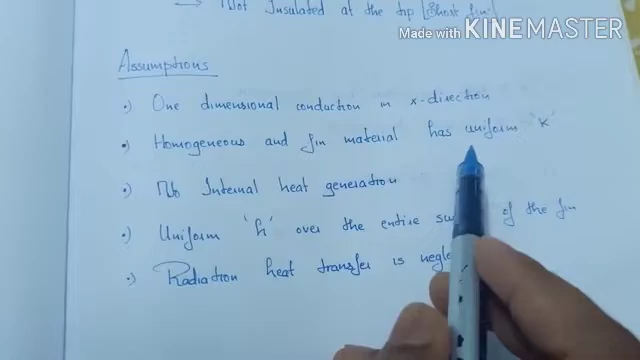 Made with KINEMASTER
→ Not Insulated at the tip [Short fin]
Assumptions
•) One dimensional conduction in x-direction
•) Homogeneous and fin material has uniform 'K'
•) No Internal heat generation
•) Uniform 'h' over the entire of the fin
•) Radiation heat transfer is